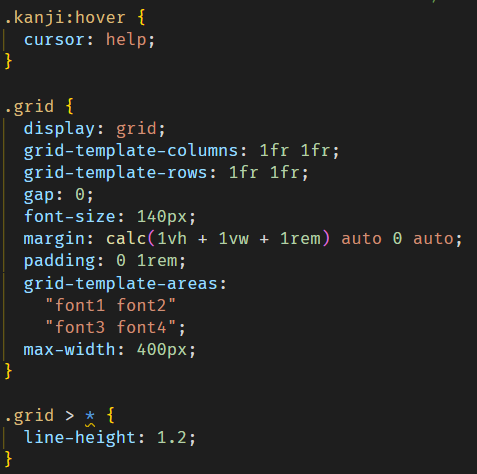 .kanji:hover {
  cursor: help;
}

.grid {
  display: grid;
  grid-template-columns: 1fr 1fr;
  grid-template-rows: 1fr 1fr;
  gap: 0;
  font-size: 140px;
  margin: calc(1vh + 1vw + 1rem) auto 0 auto;
  padding: 0 1rem;
  grid-template-areas:
    "font1 font2"
    "font3 font4";
  max-width: 400px;
}

.grid > * {
  line-height: 1.2;
}